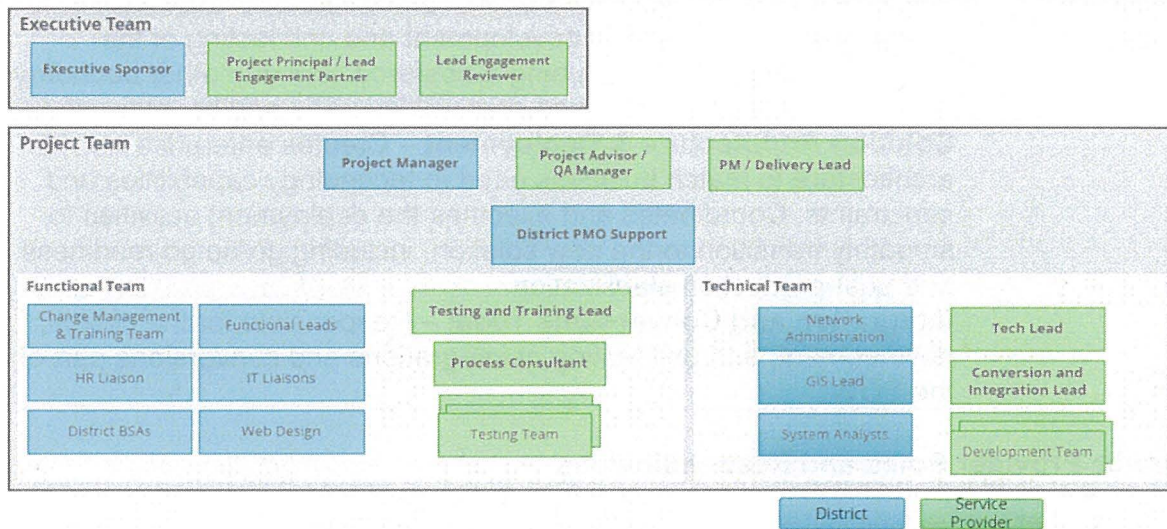 Executive Team
Executive Sponsor
Project Principal / Lead
Engagement Partner
Lead Engagement
Reviewer
Project Team
Project Manager
Project Advisor /
QA Manager
PM / Delivery Lead
District PMO Support
Functional Team
Change Management
& Training Team
Functional Leads
HR Liaison
IT Liaisons
District BSAs
Web Design
Testing and Training Lead
Process Consultant
Testing Team
Technical Team
Network
Administration
Tech Lead
GIS Lead
Conversion and
Integration Lead
System Analysts
Development Team
District
Service
Provider